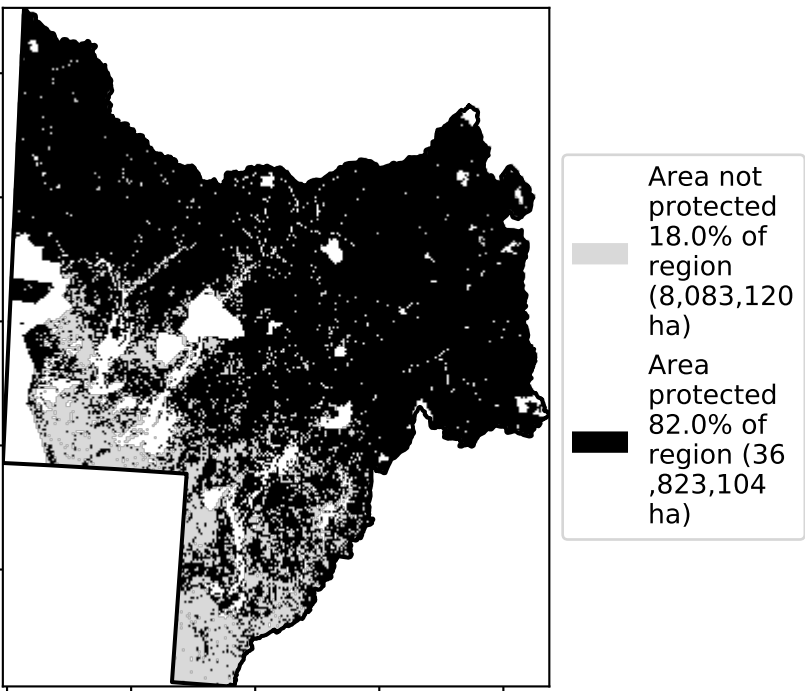 Area not
protected
18.0% of
region
(8,083,120
ha)
Area
protected
82.0% of
region (36
,823,104
ha)